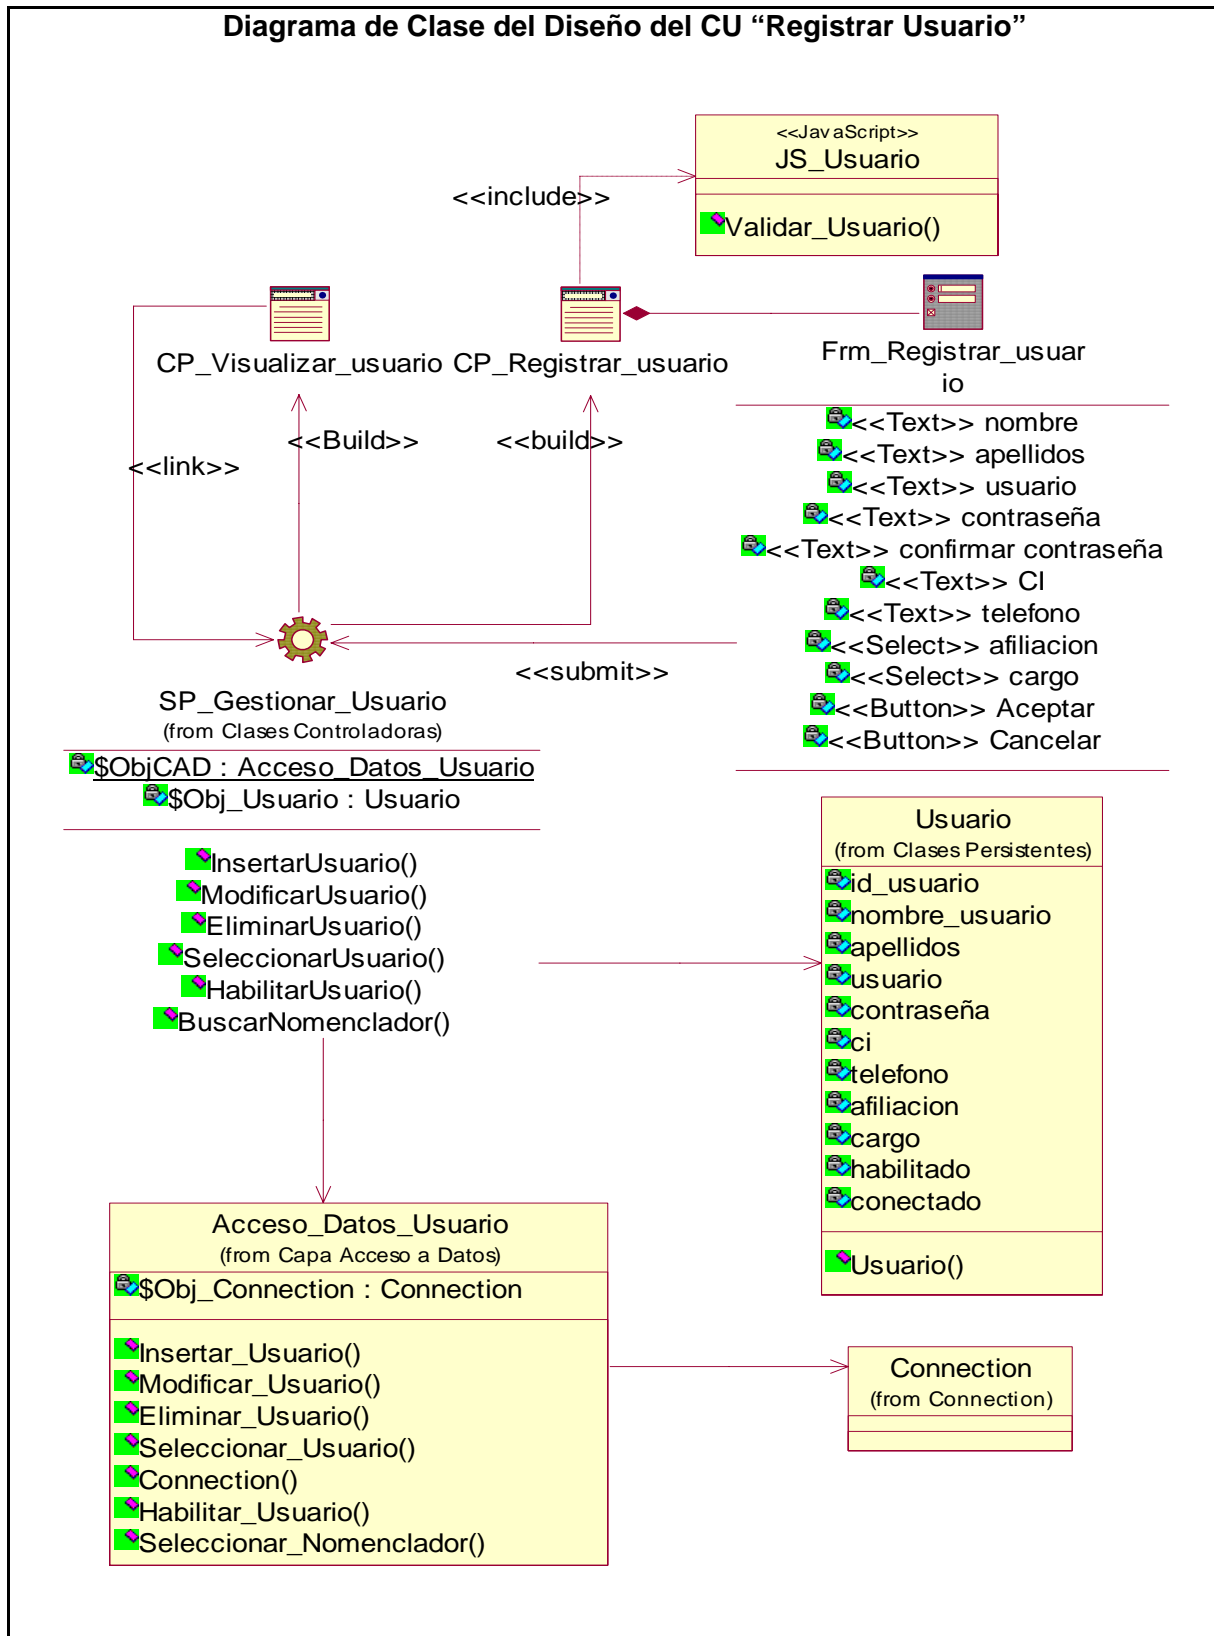 Diagrama de Clase del Diseño del CU “Registrar Usuario”
<<JavaScript>>
JS_Usuario
Validar_Usuario()
<<include>>
CP_Visualizar_usuario
CP_Registrar_usuario
Frm_Registrar_usuar
io
<<Text>> nombre
<<Text>> apellidos
<<Text>> usuario
<<Text>> contraseña
<<Text>> confirmar contraseña
<<Text>> CI
<<Text>> telefono
<<Select>> afiliacion
<<Select>> cargo
<<Button>> Aceptar
<<Button>> Cancelar
<<Build>>
<<build>>
<<link>>
<<submit>>
SP_Gestionar_Usuario
(from Clases Controladoras)
$ObjCAD : Acceso_Datos_Usuario
$Obj_Usuario : Usuario
InsertarUsuario()
ModificarUsuario()
EliminarUsuario()
SeleccionarUsuario()
HabilitarUsuario()
BuscarNomenclador()
Usuario
(from Clases Persistentes)
id_usuario
nombre_usuario
apellidos
usuario
contraseña
ci
telefono
afiliacion
cargo
habilitado
conectado
Usuario()
Acceso_Datos_Usuario
(from Capa Acceso a Datos)
$Obj_Connection : Connection
Insertar_Usuario()
Modificar_Usuario()
Eliminar_Usuario()
Seleccionar_Usuario()
Connection()
Habilitar_Usuario()
Seleccionar_Nomenclador()
Connection
(from Connection)